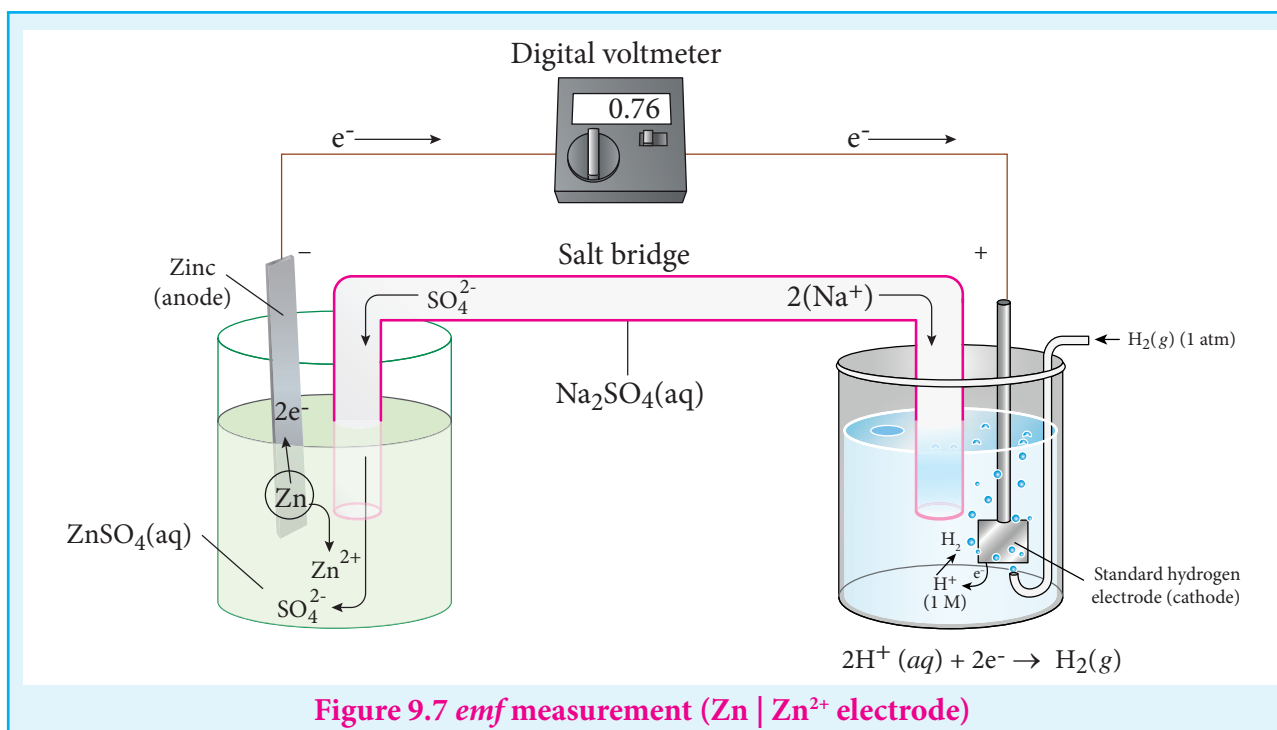 Digital voltmeter
0.76
e⁻
e⁻
−
+
Zinc
(anode)
Salt bridge
SO₄²⁻
2(Na⁺)
H₂(g) (1 atm)
Na₂SO₄(aq)
2e⁻
Zn
ZnSO₄(aq)
Zn²⁺
SO₄²⁻
H₂
e⁻
H⁺
(1 M)
Standard hydrogen
electrode (cathode)
2H⁺ (aq) + 2e⁻ → H₂(g)
Figure 9.7 emf measurement (Zn | Zn²⁺ electrode)